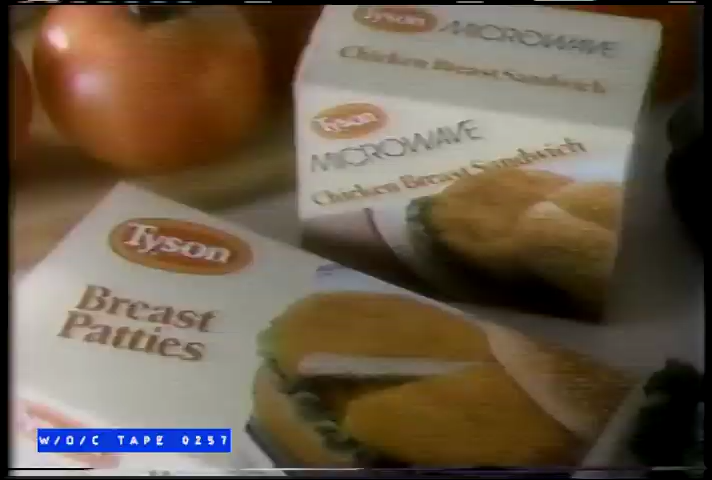 Tyson MICROWAVE
Chicken Breast Sandwich
Tyson
MICROWAVE
Chicken Breast Sandwich
Tyson
Breast
Patties
W/O/C TAPE 0257